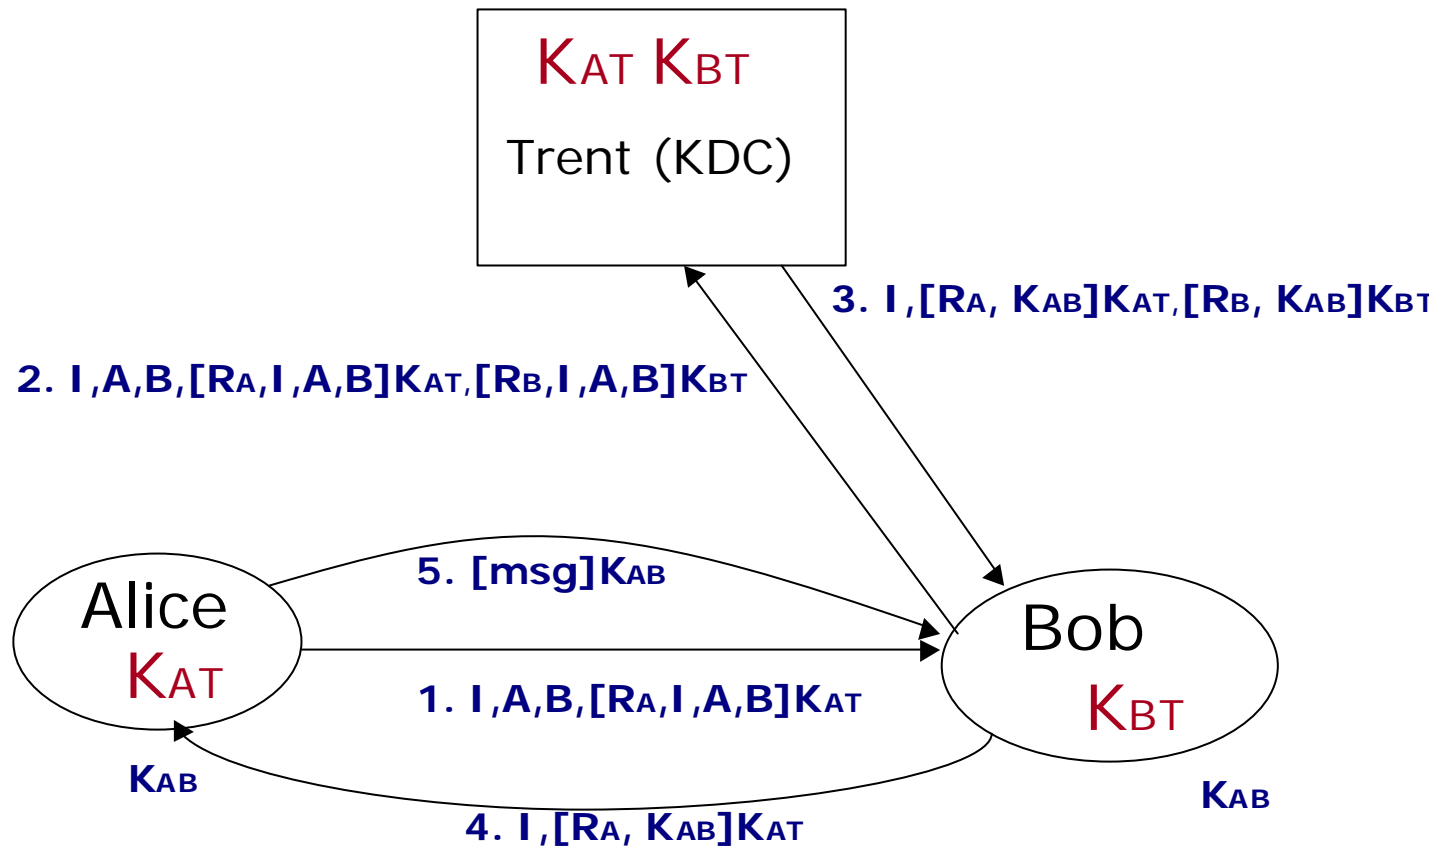 KAT KBT
Trent (KDC)
3. I,[RA, KAB]KAT,[RB, KAB]KBT
2. I,A,B,[RA,I,A,B]KAT,[RB,I,A,B]KBT
5. [msg]KAB
Alice
KAT
Bob
KBT
1. I,A,B,[RA,I,A,B]KAT
KAB
KAB
4. I,[RA, KAB]KAT